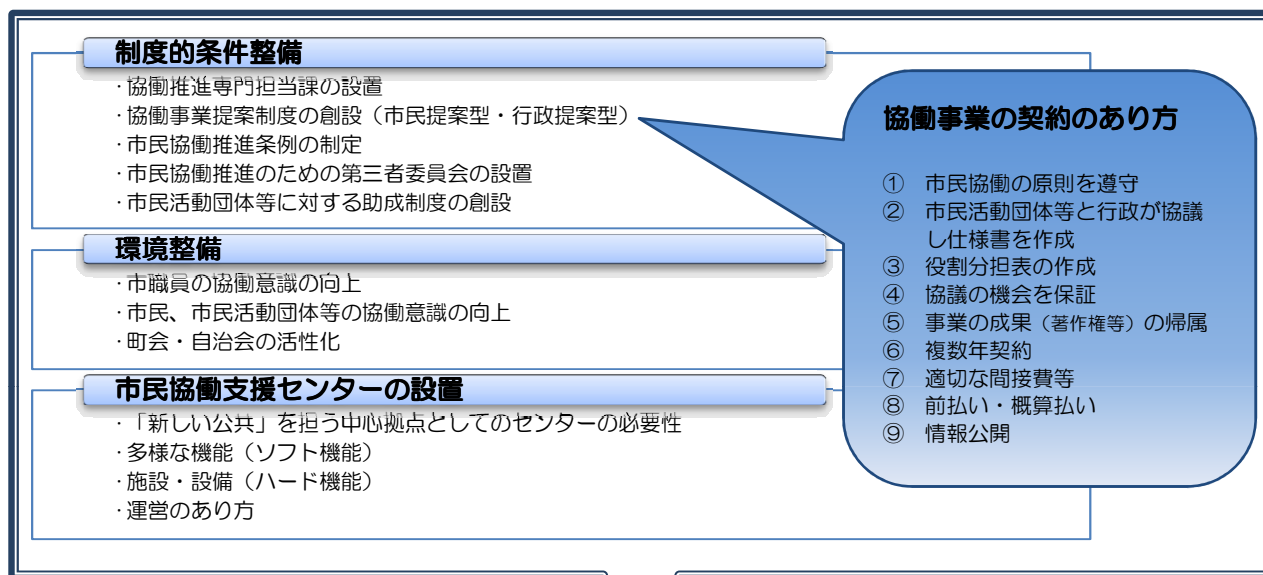 制度的条件整備
・協働推進専門担当課の設置
・協働事業提案制度の創設（市民提案型・行政提案型）
・市民協働推進条例の制定
・市民協働推進のための第三者委員会の設置
・市民活動団体等に対する助成制度の創設
環境整備
・市職員の協働意識の向上
・市民、市民活動団体等の協働意識の向上
・町会・自治会の活性化
市民協働支援センターの設置
・「新しい公共」を担う中心拠点としてのセンターの必要性
・多様な機能（ソフト機能）
・施設・設備（ハード機能）
・運営のあり方
協働事業の契約のあり方
① 市民協働の原則を遵守
② 市民活動団体等と行政が協議
し仕様書を作成
③ 役割分担表の作成
④ 協議の機会を保証
⑤ 事業の成果（著作権等）の帰属
⑥ 複数年契約
⑦ 適切な間接費等
⑧ 前払い・概算払い
⑨ 情報公開